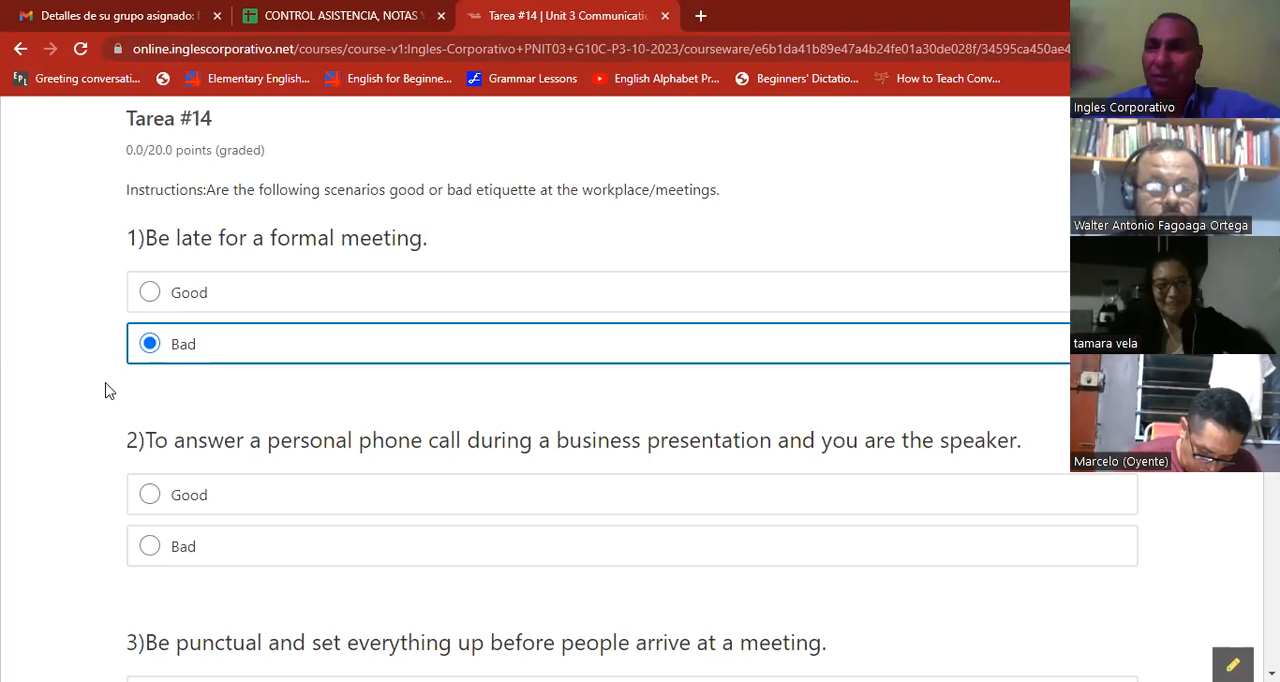 Detalles de su grupo asignado: 1
CONTROL ASISTENCIA, NOTAS Y
Tarea #14 | Unit 3 Communicati
online.inglescorporativo.net/courses/course-v1:Ingles-Corporativo+PNIT03+G10C-P3-10-2023/courseware/e6b1da41b89e47a4b24fe01a30de028f/34595ca450ae4
Greeting conversati...
Elementary English...
English for Beginne...
Grammar Lessons
English Alphabet Pr...
Beginners' Dictatio...
How to Teach Conv...
Tarea #14
0.0/20.0 points (graded)
Instructions:Are the following scenarios good or bad etiquette at the workplace/meetings.
1)Be late for a formal meeting.
Good
Bad
2)To answer a personal phone call during a business presentation and you are the speaker.
Good
Bad
3)Be punctual and set everything up before people arrive at a meeting.
Ingles Corporativo
Walter Antonio Fagoaga Ortega
tamara vela
Marcelo (Oyente)